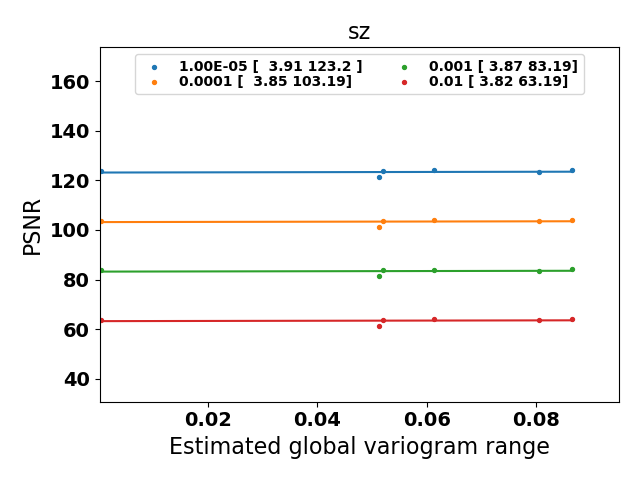 sz
1.00E-05 [  3.91 123.2 ]
0.0001 [  3.85 103.19]
0.001 [ 3.87 83.19]
0.01 [ 3.82 63.19]
160
140
120
100
80
60
40
PSNR
0.02 0.04 0.06 0.08
Estimated global variogram range